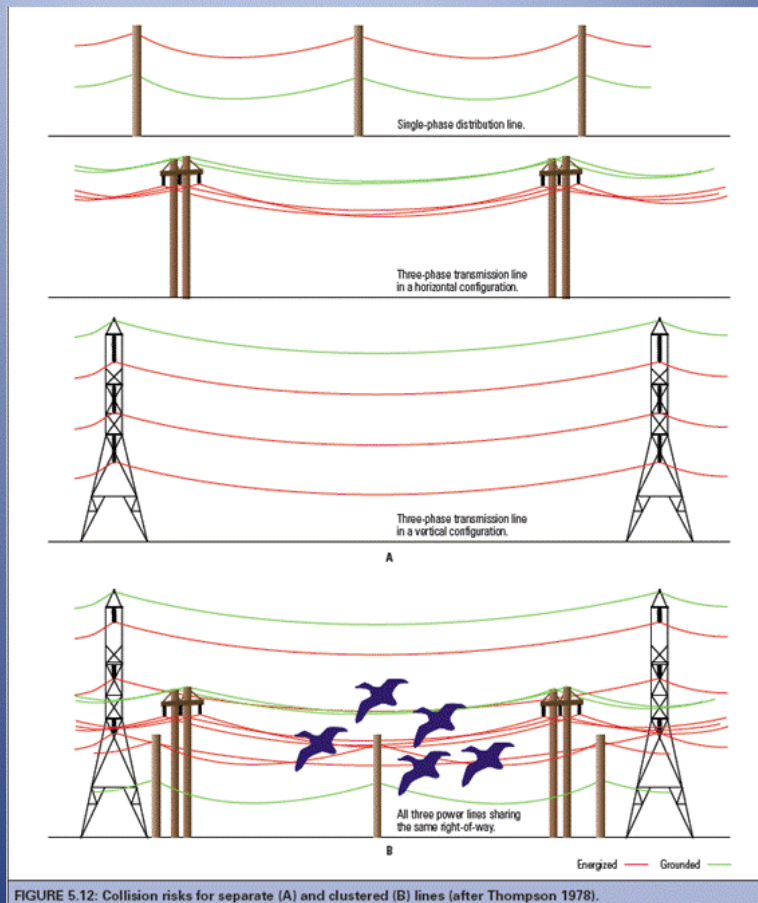 Single-phase distribution line.
Three-phase transmission line
in a horizontal configuration.
Three-phase transmission line
in a vertical configuration.
A
All three power lines sharing
the same right-of-way.
B
Energized Grounded
FIGURE 5.12: Collision risks for separate (A) and clustered (B) lines (after Thompson 1978).